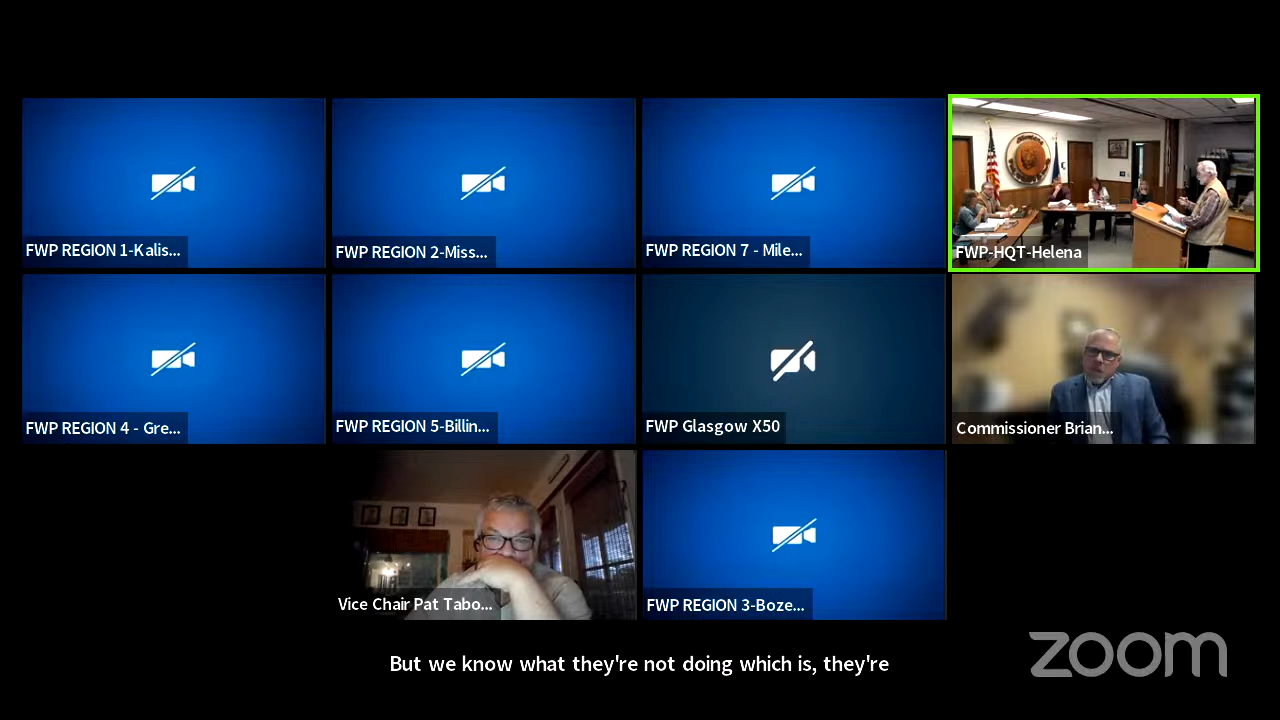 FWP REGION 1-Kalis...
FWP REGION 2-Miss...
FWP REGION 7 - Mile...
FWP-HQT-Helena
FWP REGION 4 - Gre...
FWP REGION 5-Billin...
FWP Glasgow X50
Commissioner Brian...
Vice Chair Pat Tabo...
FWP REGION 3-Boze...
But we know what they're not doing which is, they're
zoom